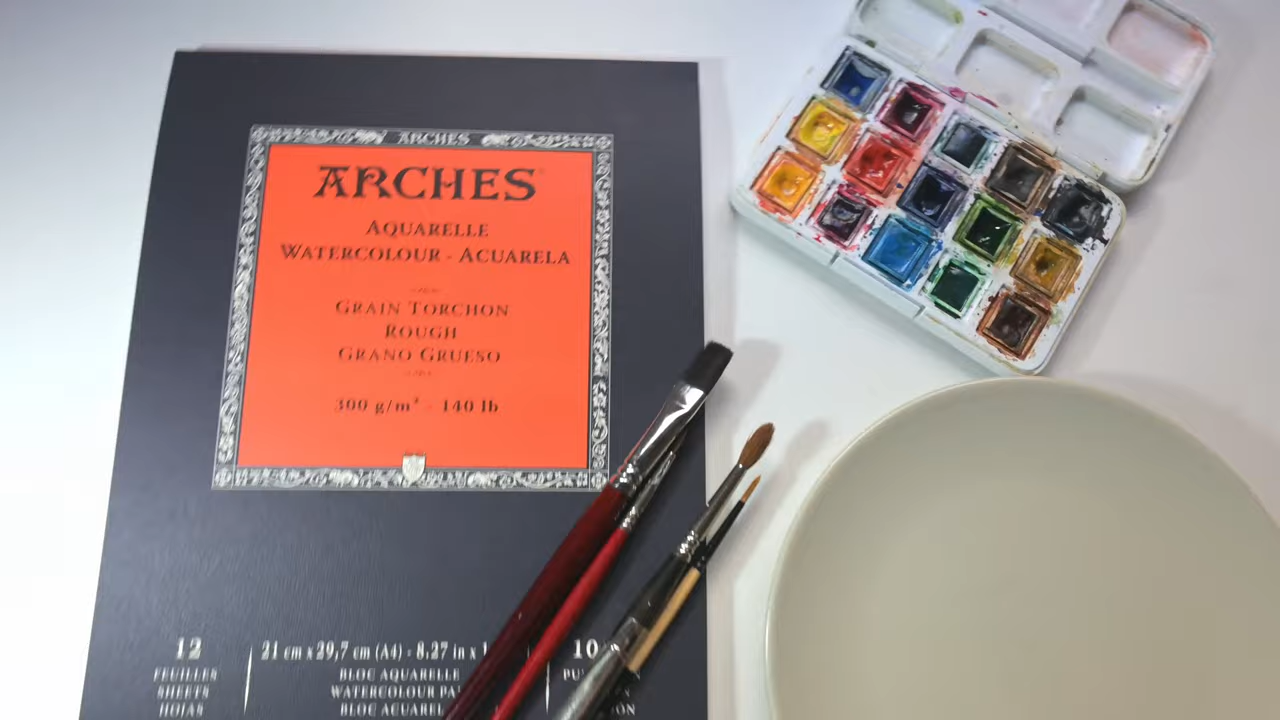 ARCHES
ARCHES
AQUARELLE
WATERCOLOUR - ACUARELA
GRAIN TORCHON
ROUGH
GRANO GRUESO
300 g/m² - 140 lb
12
FEUILLES
SHEETS
HOJAS
21 cm x 29,7 cm (A4) - 8.27 in x
BLOC AQUARELLE
WATERCOLOUR
BLOC
10